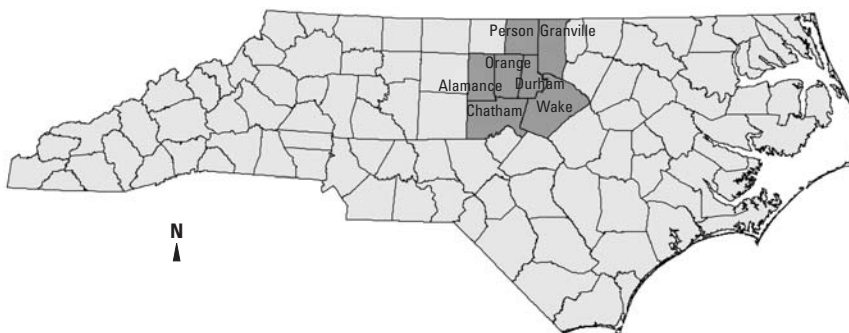 Person Granville
Orange
Alamance Durham
Chatham Wake
N